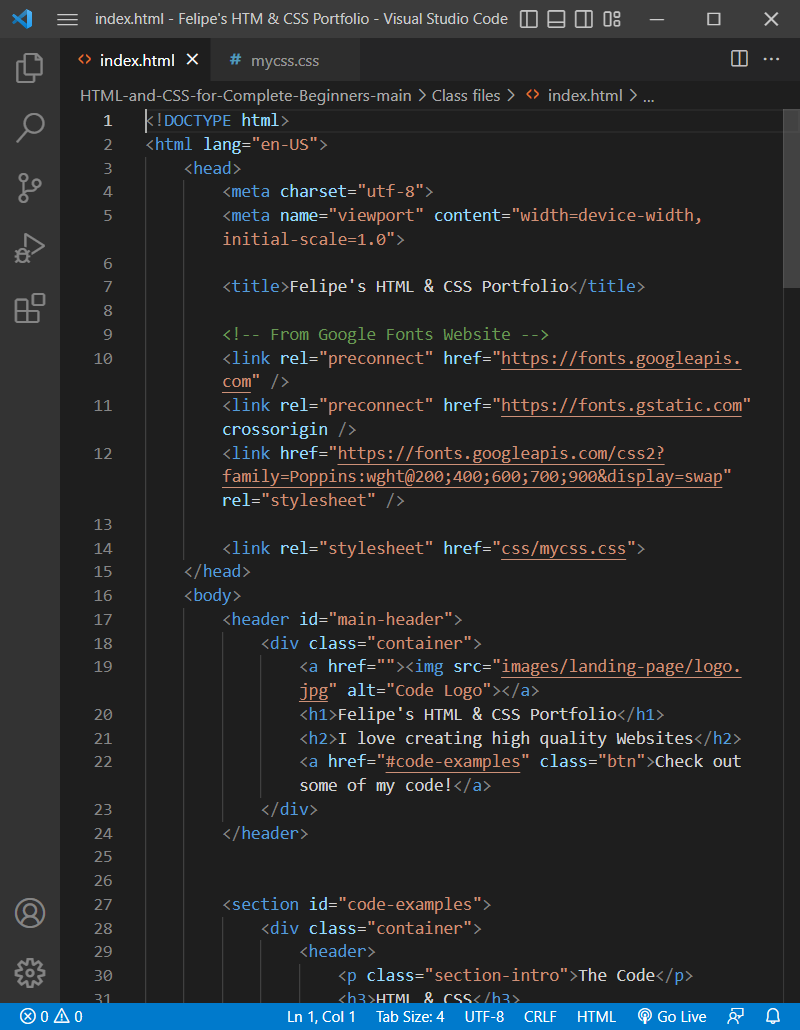 index.html - Felipe's HTM & CSS Portfolio - Visual Studio Code
index.html
# mycss.css
HTML-and-CSS-for-Complete-Beginners-main > Class files > <> index.html > ...
1 <!DOCTYPE html>
2 <html lang="en-US">
3 <head>
4 <meta charset="utf-8">
5 <meta name="viewport" content="width=device-width,
initial-scale=1.0">
6
7 <title>Felipe's HTML & CSS Portfolio</title>
8
9 <!-- From Google Fonts Website -->
10 <link rel="preconnect" href="https://fonts.googleapis.
com" />
11 <link rel="preconnect" href="https://fonts.gstatic.com"
crossorigin />
12 <link href="https://fonts.googleapis.com/css2?
family=Poppins:wght@200;400;600;700;900&display=swap"
rel="stylesheet" />
13
14 <link rel="stylesheet" href="css/mycss.css">
15 </head>
16 <body>
17 <header id="main-header">
18 <div class="container">
19 <a href=""><img src="images/landing-page/logo.
jpg" alt="Code Logo"></a>
20 <h1>Felipe's HTML & CSS Portfolio</h1>
21 <h2>I love creating high quality Websites</h2>
22 <a href="#code-examples" class="btn">Check out
some of my code!</a>
23 </div>
24 </header>
25
26
27 <section id="code-examples">
28 <div class="container">
29 <header>
30 <p class="section-intro">The Code</p>
31 <h3>HTML & CSS</h3>
0 0 Ln 1, Col 1 Tab Size: 4 UTF-8 CRLF HTML Go Live